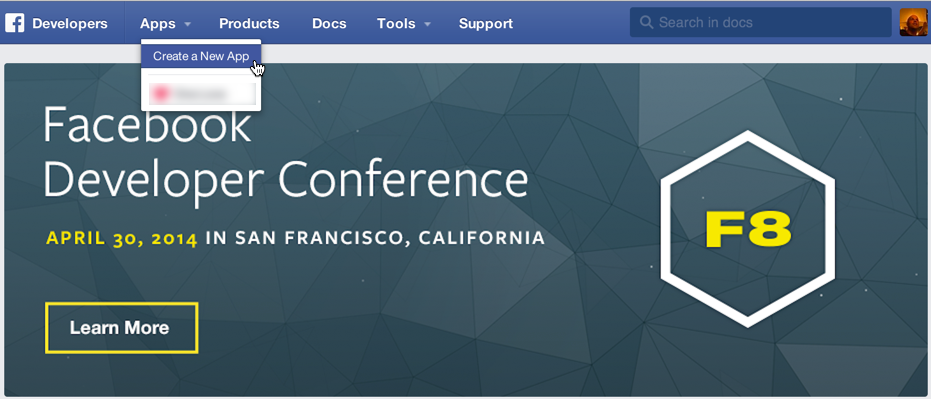 Developers Apps Products Docs Tools Support Search in docs
Create a New App
Facebook
Developer Conference
APRIL 30, 2014 IN SAN FRANCISCO, CALIFORNIA
F8
Learn More